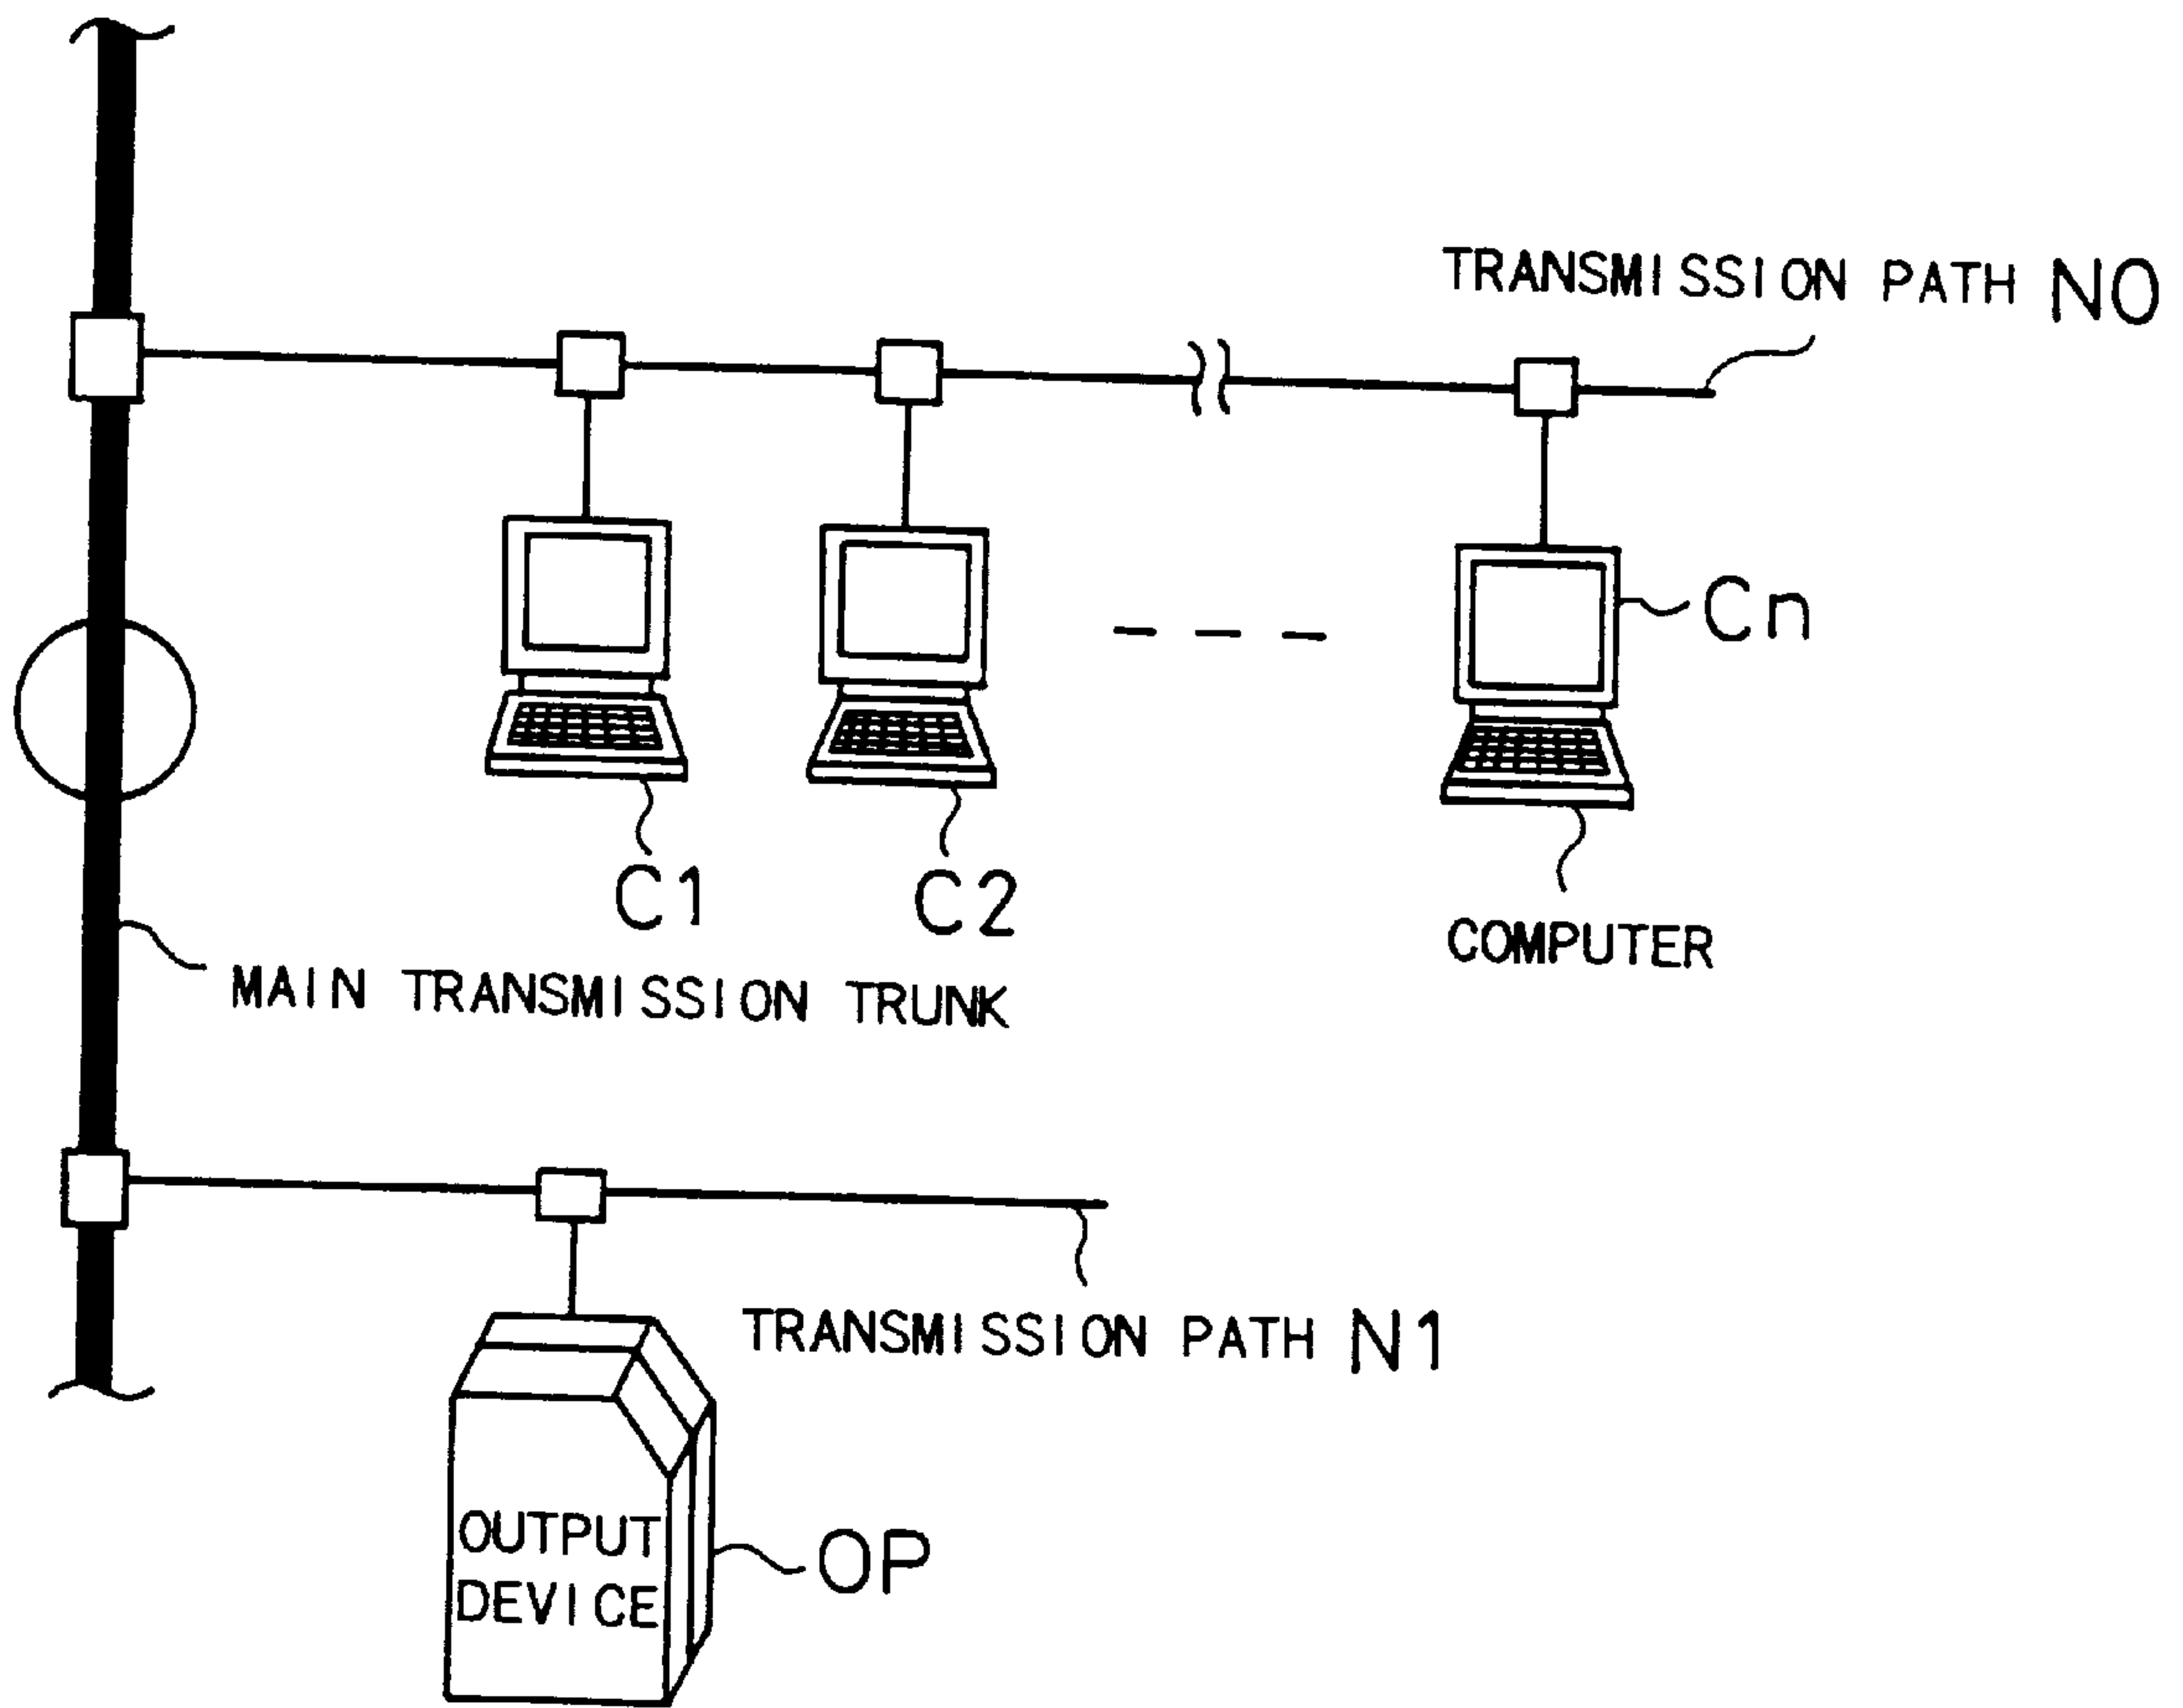 TRANSMISSION PATH N0
Cn
C1
C2
COMPUTER
MAIN TRANSMISSION TRUNK
TRANSMISSION PATH N1
OUTPUT
DEVICE
OP